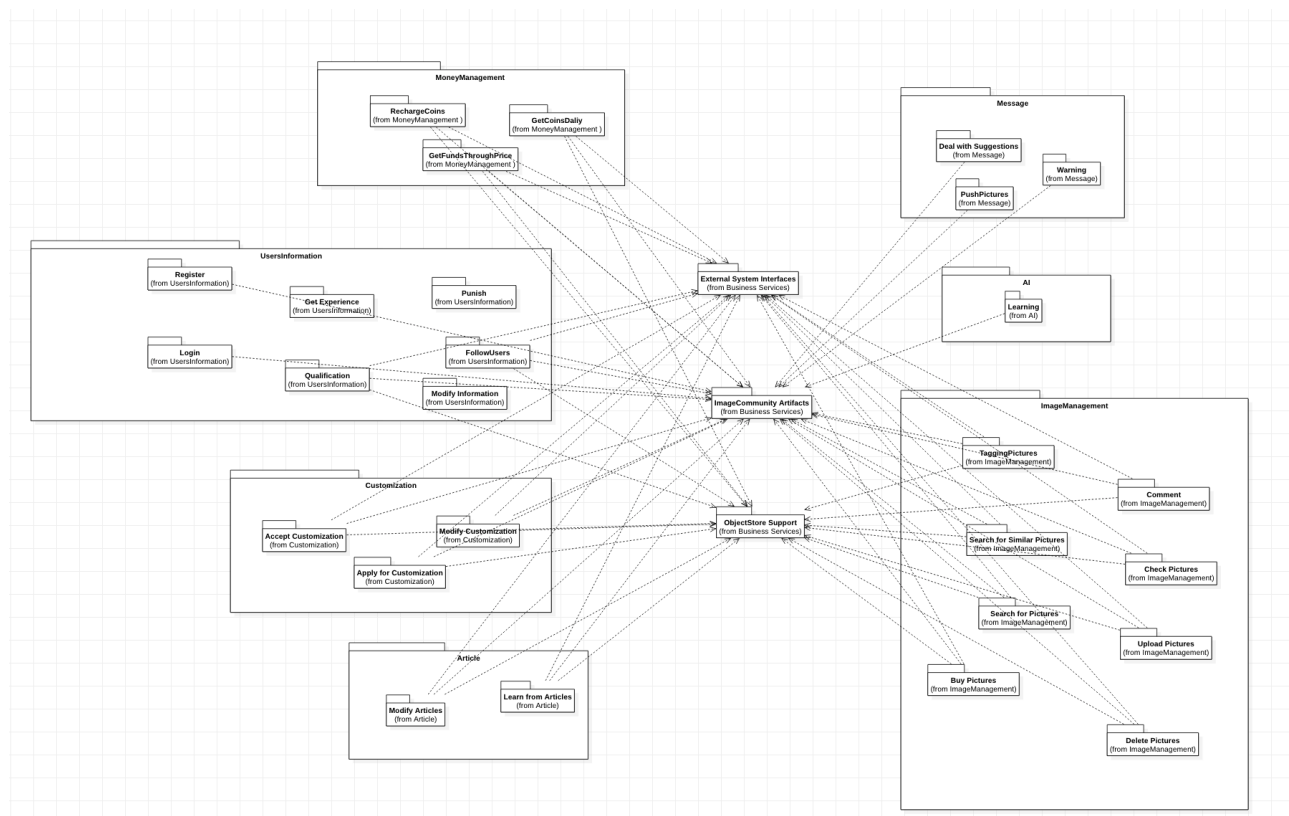 MoneyManagement
RechargeCoins
(from MoneyManagement )
GetCoinsDaliy
(from MoneyManagement )
GetFundsThroughPrice
(from MoneyManagement )
Message
Deal with Suggestions
(from Message)
Warning
(from Message)
PushPictures
(from Message)
UsersInformation
Register
(from UsersInformation)
Get Experience
(from UsersInformation)
Punish
(from UsersInformation)
Login
(from UsersInformation)
Qualification
(from UsersInformation)
FollowUsers
(from UsersInformation)
Modify Information
(from UsersInformation)
External System Interfaces
(from Business Services)
AI
Learning
(from AI)
ImageCommunity Artifacts
(from Business Services)
ImageManagement
TaggingPictures
(from ImageManagement)
Comment
(from ImageManagement)
Search for Similar Pictures
(from ImageManagement)
Check Pictures
(from ImageManagement)
Search for Pictures
(from ImageManagement)
Upload Pictures
(from ImageManagement)
Buy Pictures
(from ImageManagement)
Delete Pictures
(from ImageManagement)
Customization
Accept Customization
(from Customization)
Modify Customization
(from Customization)
Apply for Customization
(from Customization)
ObjectStore Support
(from Business Services)
Article
Modify Articles
(from Article)
Learn from Articles
(from Article)